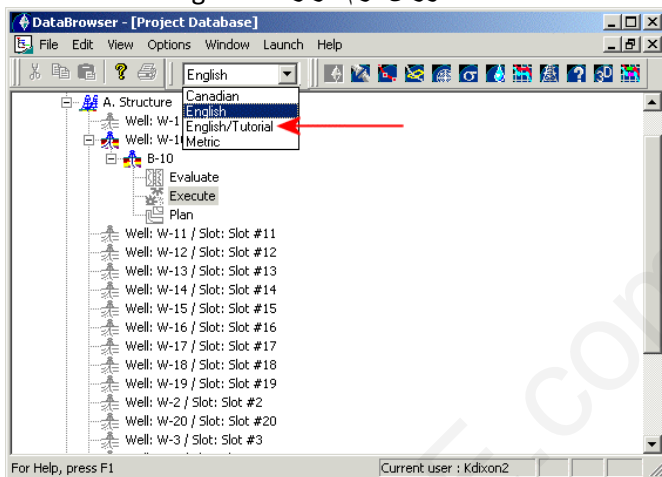 DataBrowser - [Project Database]
File Edit View Options Window Launch Help
English
Canadian
English
English/Tutorial
Metric
A. Structure
Well: W-1
Well: W-1
B-10
Evaluate
Execute
Plan
Well: W-11 / Slot: Slot #11
Well: W-12 / Slot: Slot #12
Well: W-13 / Slot: Slot #13
Well: W-14 / Slot: Slot #14
Well: W-15 / Slot: Slot #15
Well: W-16 / Slot: Slot #16
Well: W-17 / Slot: Slot #17
Well: W-18 / Slot: Slot #18
Well: W-19 / Slot: Slot #19
Well: W-2 / Slot: Slot #2
Well: W-20 / Slot: Slot #20
Well: W-3 / Slot: Slot #3
For Help, press F1
Current user : Kdixon2